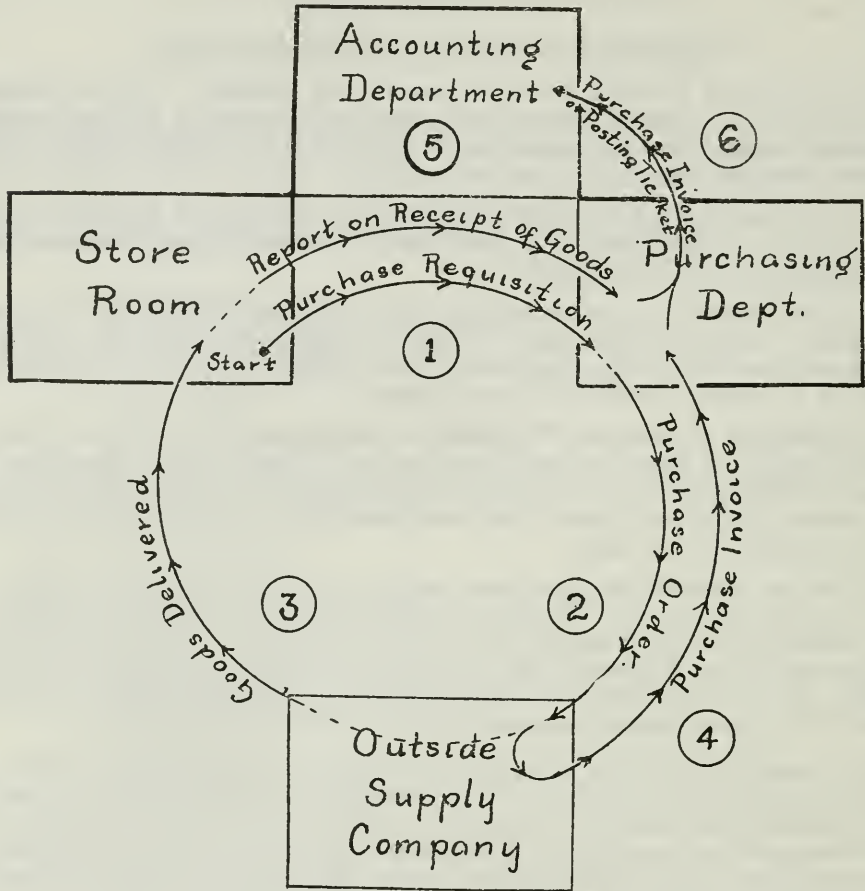 Accounting
Department
5
Purchase Invoice
or Posting Ticket
6
Store
Room
Report on Receipt of Goods
Purchase Requisition
Start
1
Purchasing
Dept.
Purchase Order.
Purchase Invoice
Goods Delivered
3
2
4
Outside
Supply
Company